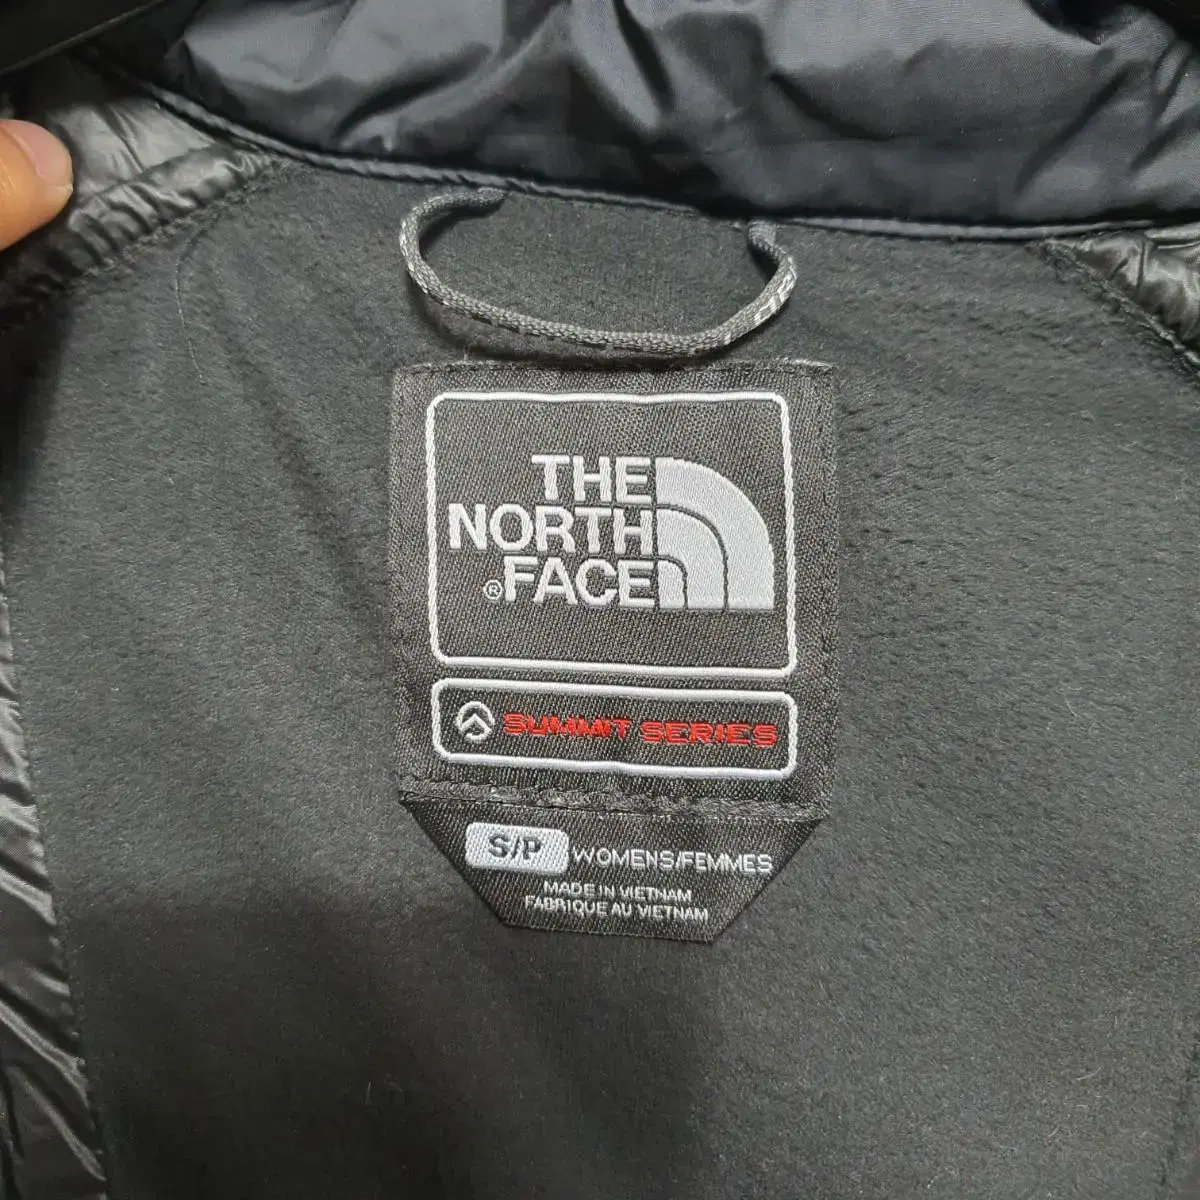 THE
NORTH
®FACE
SUMMIT SERIES
S/P WOMENS/FEMMES
MADE IN VIETNAM
FABRIQUE AU VIETNAM